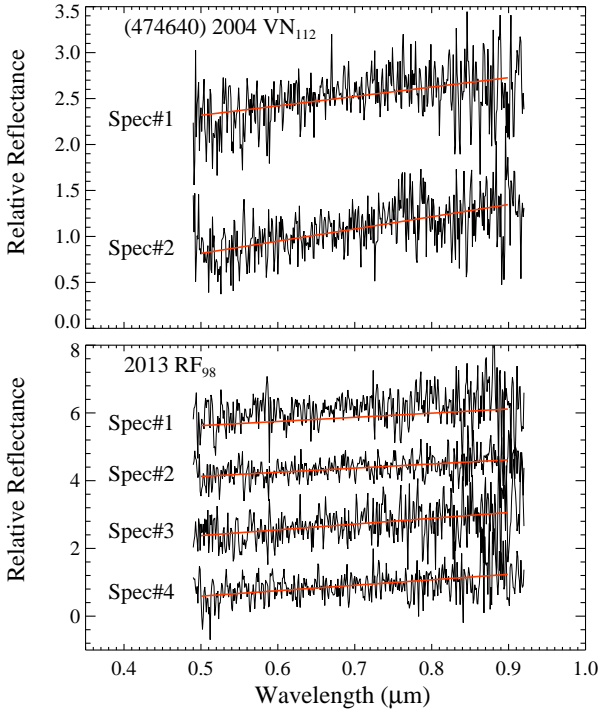 (474640) 2004 VN112
Relative Reflectance
3.5
3.0
2.5
2.0
1.5
1.0
0.5
0.0
Spec#1
Spec#2
2013 RF98
Relative Reflectance
8
6
4
2
0
Spec#1
Spec#2
Spec#3
Spec#4
0.4 0.5 0.6 0.7 0.8 0.9 1.0
Wavelength (μm)